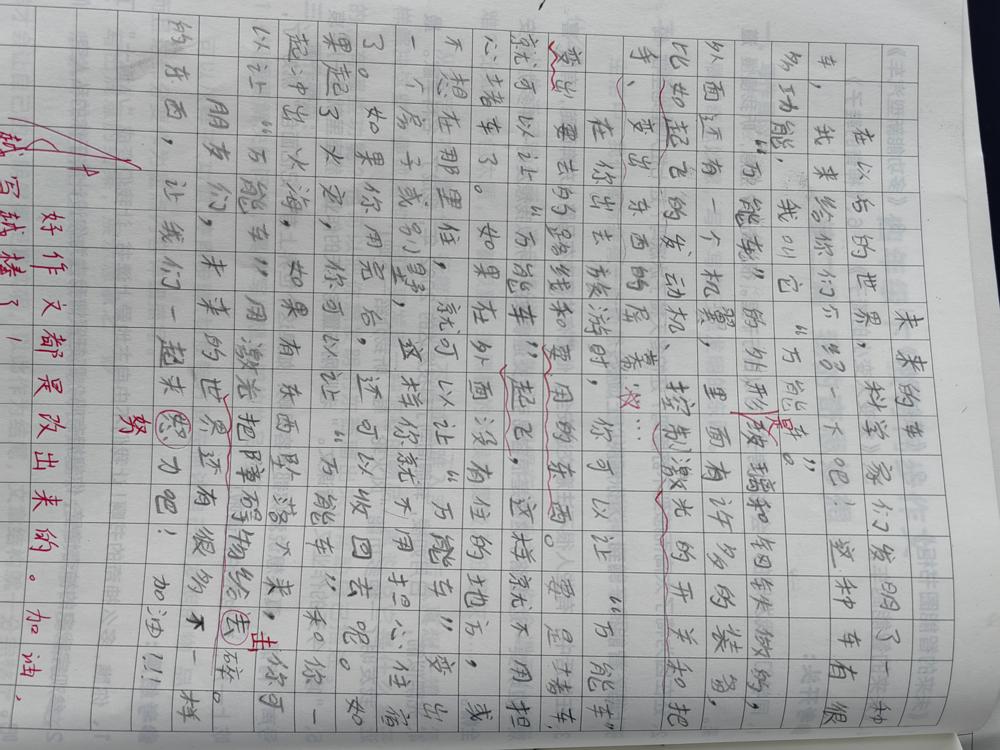 未来的车
在以后的世界，科学家们发明了一种
车，我来给你们介绍一下吧！这种车有很
多功能，我叫它“万能车”。
是
“万能车”的外形玻璃和钢铁做的，
外面还有一个机翼，里面有许多的装备，
比如起飞的发动机、控制激光的开关和把
手、变出东西的屏幕……
在你出去旅游时，你可以让“万能车”
变出要去的路线和要用的东西。要是堵车，
就可以让“万能车”起飞，这样就不用担
心堵车了。如果在外面没有住的地方，或
不想在那里住，就可以让“万能车”变出
一个房子或别墅，这样你就不用担心住宿
了。如果你用完后，还可以收回去呢。如
果起了火灾，你可以让“万能车”和你一
起冲出火海，如果有东西坠落下来，你可
击
以让“万能车”用激光把障碍物给去碎。
朋友们，未来的世界还有很多不一样
的东西，让我们一起来怒力吧！加油!!!
努
好作文都是改出来的。加油，
越写越棒了！